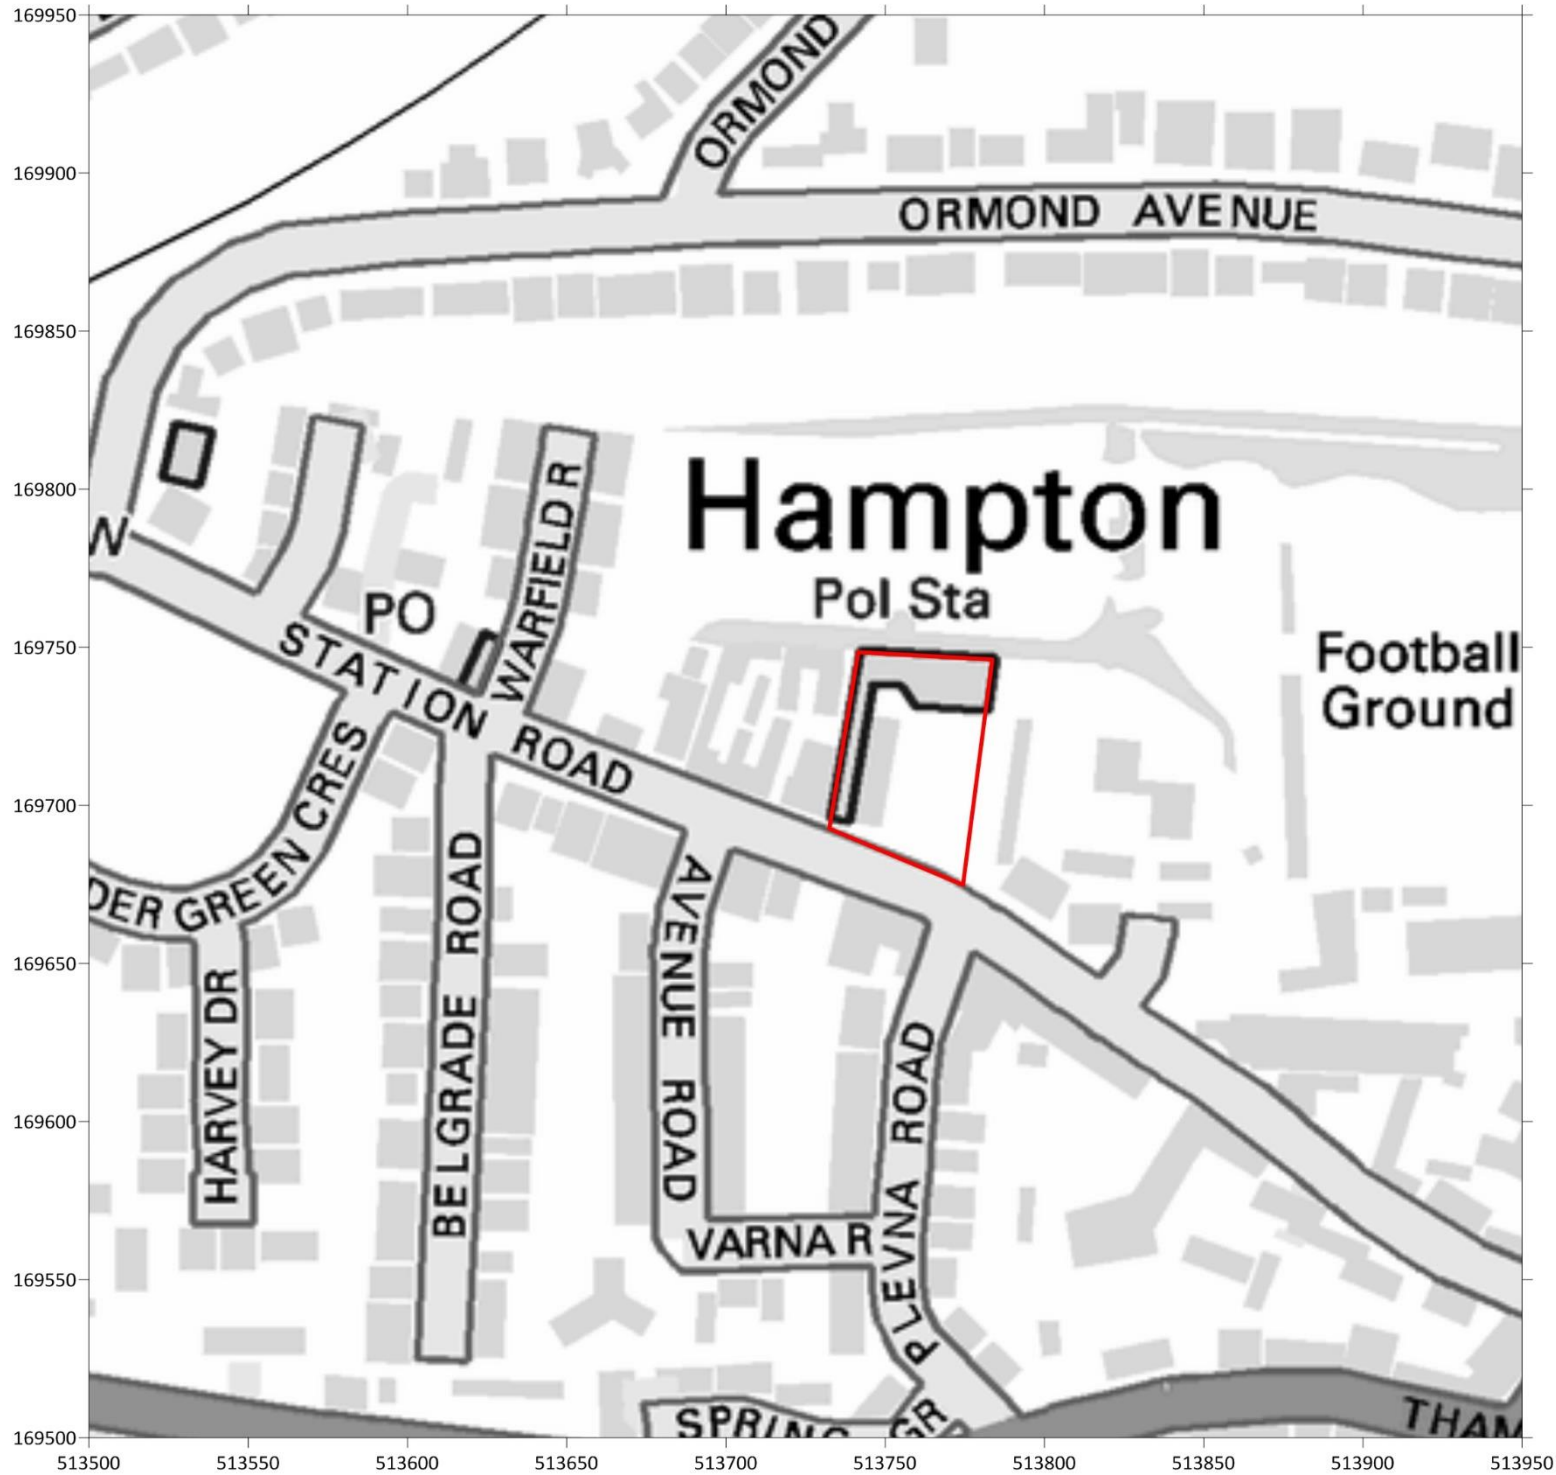 169950
ORMOND
169900
ORMOND AVENUE
169850
169800
Hampton
N
WARFIELD R
Pol Sta
PO
169750
STATION ROAD
Football
Ground
169700
DER GREEN CRES
AVENUE ROAD
BELGRADE ROAD
169650
HARVEY DR
PLEVNA ROAD
169600
VARNA R
169550
SPRING GR
THAM
169500
513500 513550 513600 513650 513700 513750 513800 513850 513900 513950